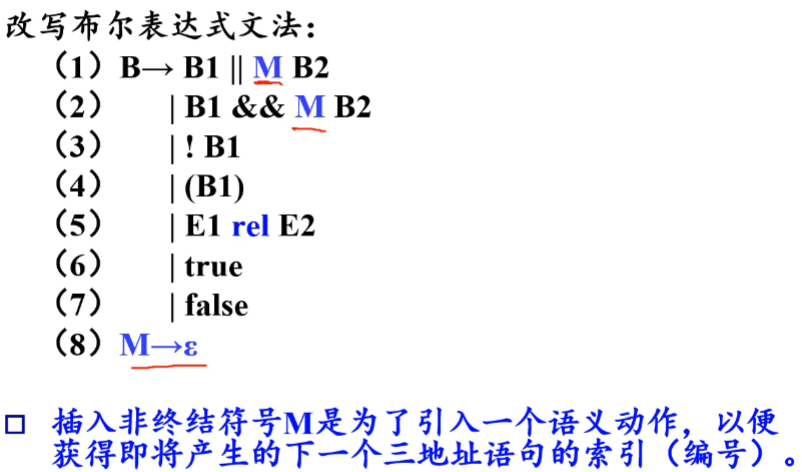 改写布尔表达式文法：
（1）B→ B1 || M B2
（2） | B1 && M B2
（3） | ! B1
（4） | (B1)
（5） | E1 rel E2
（6） | true
（7） | false
（8）M→ε
插入非终结符号M是为了引入一个语义动作，以便
获得即将产生的下一个三地址语句的索引（编号）。